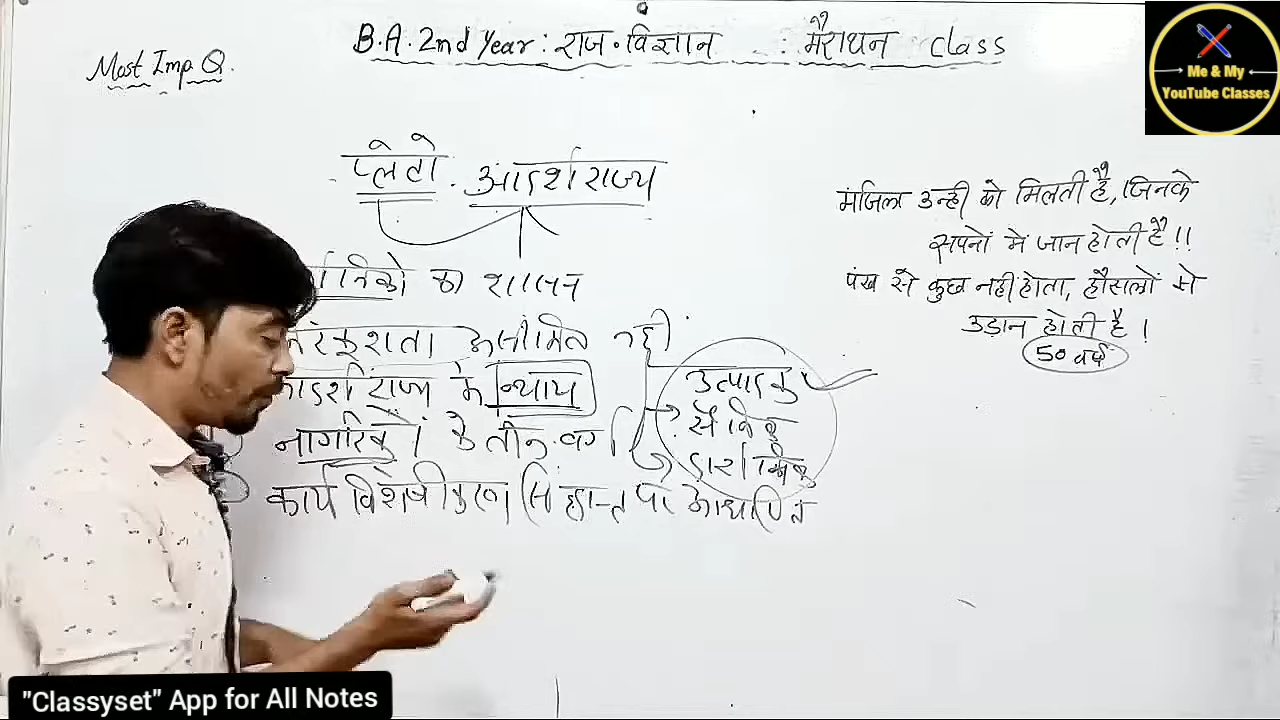 B.A. 2nd Year : राज. विज्ञान : मैराथन class
Most Imp. Q.
Me & My
YouTube Classes
प्लेटो. आदर्श राज्य
का शासन
असीमित नहीं
राज्य के न्याय
नागरिकों के तीन वर्ग
कार्य विशेषीकरण सिद्धान्त पर आधारित
उत्पादक
सैनिक
दार्शनिक
मंजिल उन्ही को मिलती है, जिनके
सपनों में जान होती है !!
पंख से कुछ नही होता, हौसलों से
उड़ान होती है ।
50 वर्ष
"Classyset" App for All Notes